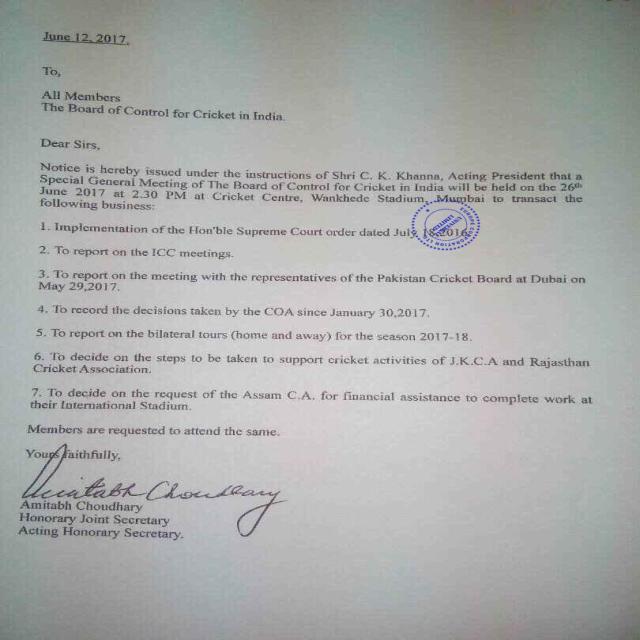 June 12, 2017.
To,
All Members
The Board of Control for Cricket in India.
Dear Sirs,
Notice is hereby issued under the instructions of Shri C. K. Khanna, Acting President that a
Special General Meeting of The Board of Control for Cricket in India will be held on the 26th
June 2017 at 2.30 PM at Cricket Centre, Wankhede Stadium, Mumbai to transact the
following business:
1. Implementation of the Hon'ble Supreme Court order dated July 18,2016.
2. To report on the ICC meetings.
3. To report on the meeting with the representatives of the Pakistan Cricket Board at Dubai on
May 29,2017.
4. To record the decisions taken by the COA since January 30,2017.
5. To report on the bilateral tours (home and away) for the season 2017-18.
6. To decide on the steps to be taken to support cricket activities of J.K.C.A and Rajasthan
Cricket Association.
7. To decide on the request of the Assam C.A. for financial assistance to complete work at
their International Stadium.
Members are requested to attend the same.
Yours faithfully,
Amitabh Choudhary
Amitabh Choudhary
Honorary Joint Secretary
Acting Honorary Secretary.